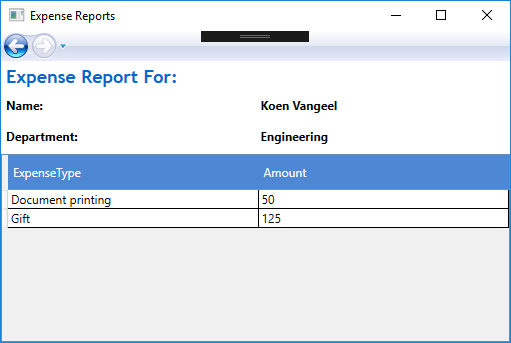 Expense Reports
Expense Report For:
Name: Koen Vangeel
Department: Engineering
ExpenseType Amount
Document printing 50
Gift 125